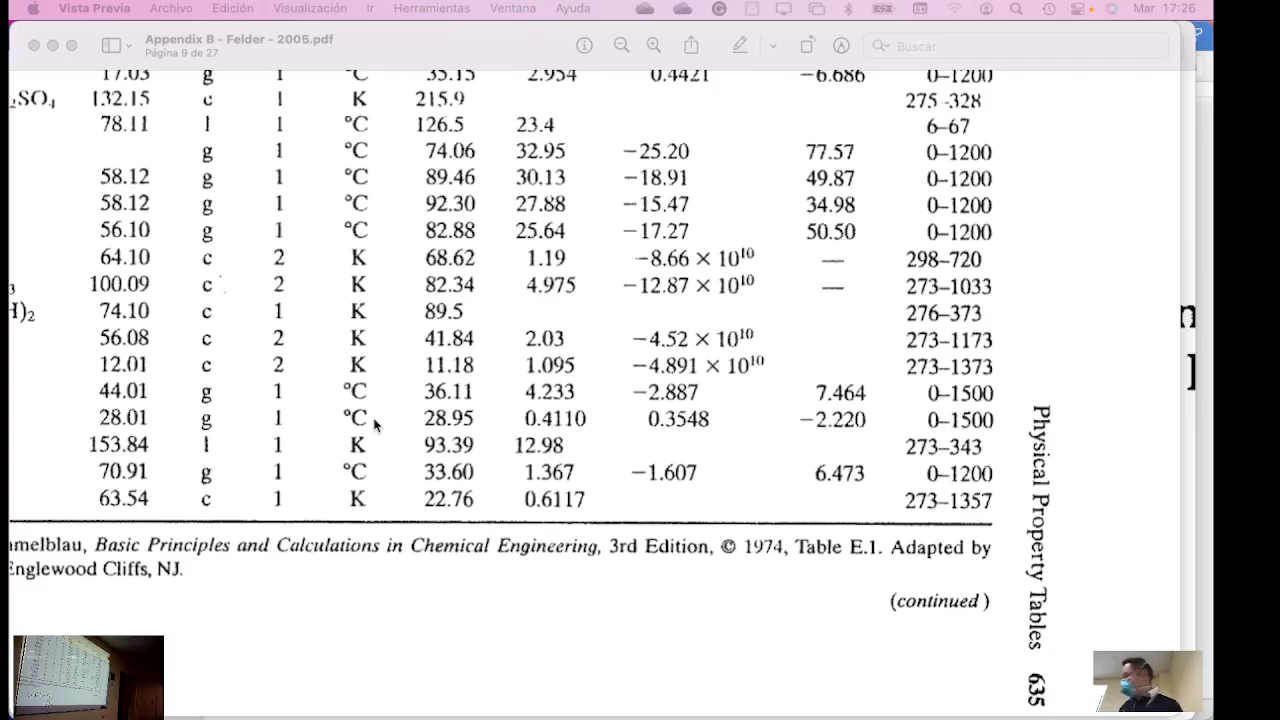 Vista Previa Archivo Edición Visualización Ir Herramientas Ventana Ayuda Mar 17:26
Appendix B - Felder - 2005.pdf
Página 9 de 27
Buscar
17.03 g 1 °C 35.15 2.954 0.4421 −6.686 0–1200
₂SO₄ 132.15 c 1 K 215.9 275–328
78.11 l 1 °C 126.5 23.4 6–67
g 1 °C 74.06 32.95 −25.20 77.57 0–1200
58.12 g 1 °C 89.46 30.13 −18.91 49.87 0–1200
58.12 g 1 °C 92.30 27.88 −15.47 34.98 0–1200
56.10 g 1 °C 82.88 25.64 −17.27 50.50 0–1200
64.10 c 2 K 68.62 1.19 −8.66 × 10¹⁰ — 298–720
₃ 100.09 c 2 K 82.34 4.975 −12.87 × 10¹⁰ — 273–1033
H)₂ 74.10 c 1 K 89.5 276–373
56.08 c 2 K 41.84 2.03 −4.52 × 10¹⁰ 273–1173
12.01 c 2 K 11.18 1.095 −4.891 × 10¹⁰ 273–1373
44.01 g 1 °C 36.11 4.233 −2.887 7.464 0–1500
28.01 g 1 °C 28.95 0.4110 0.3548 −2.220 0–1500
153.84 l 1 K 93.39 12.98 273–343
70.91 g 1 °C 33.60 1.367 −1.607 6.473 0–1200
63.54 c 1 K 22.76 0.6117 273–1357
melblau, Basic Principles and Calculations in Chemical Engineering, 3rd Edition, © 1974, Table E.1. Adapted by
Englewood Cliffs, NJ.
(continued)
Physical Property Tables 635
n
]